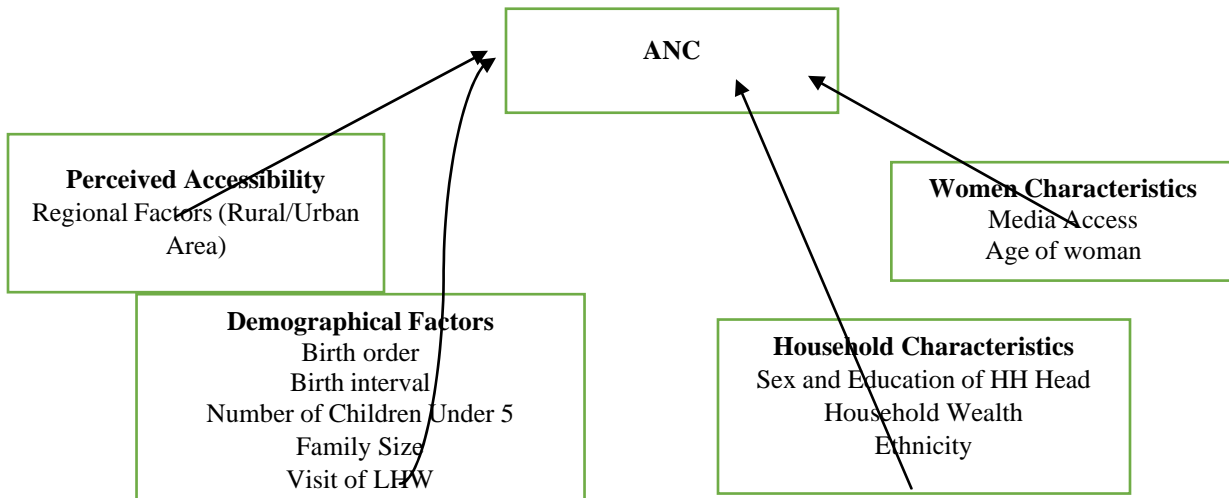 ANC
Perceived Accessibility
Regional Factors (Rural/Urban
Area)
Women Characteristics
Media Access
Age of woman
Demographical Factors
Birth order
Birth interval
Number of Children Under 5
Family Size
Visit of LHW
Household Characteristics
Sex and Education of HH Head
Household Wealth
Ethnicity